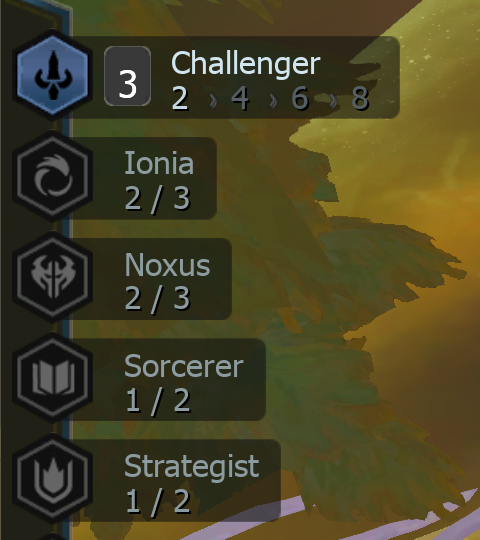 Challenger
3
2 › 4 › 6 › 8
Ionia
2 / 3
Noxus
2 / 3
Sorcerer
1 / 2
Strategist
1 / 2